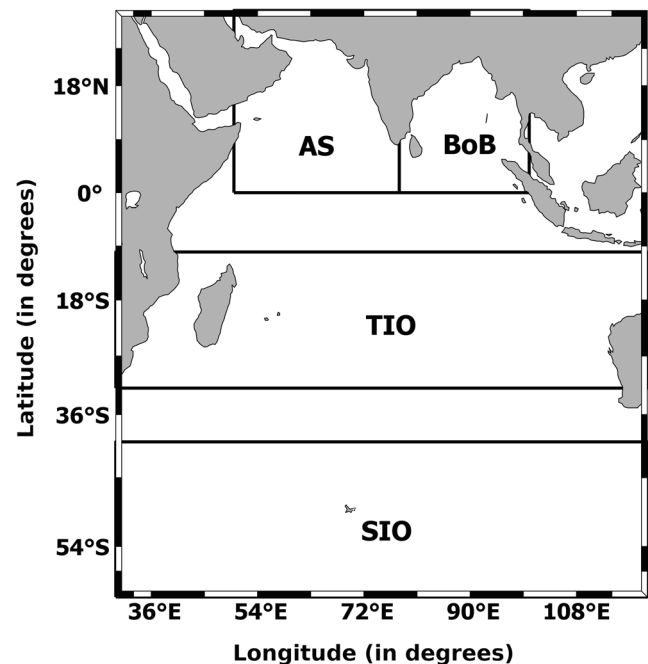 18°N
AS
BoB
0°
18°S
TIO
36°S
SIO
54°S
36°E 54°E 72°E 90°E 108°E
Longitude (in degrees)
Latitude (in degrees)